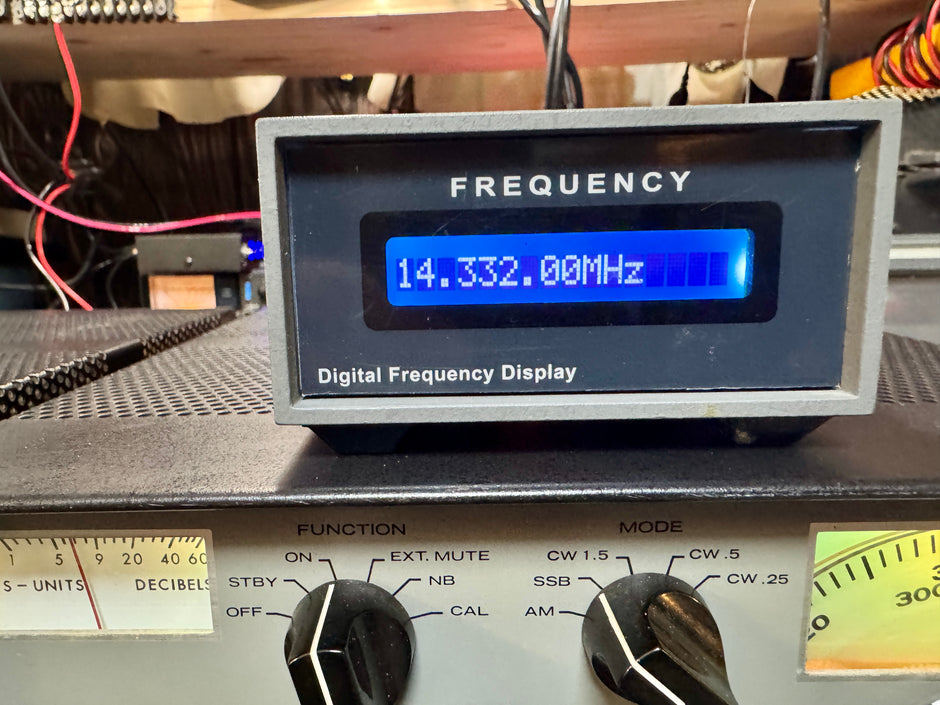 FREQUENCY
14.332.00MHz
Digital Frequency Display
FUNCTION
MODE
ON
EXT. MUTE
STBY
NB
OFF
CAL
CW 1.5
CW .5
SSB
CW .25
AM
1 5 9 20 40 60
S-UNITS DECIBELS
300